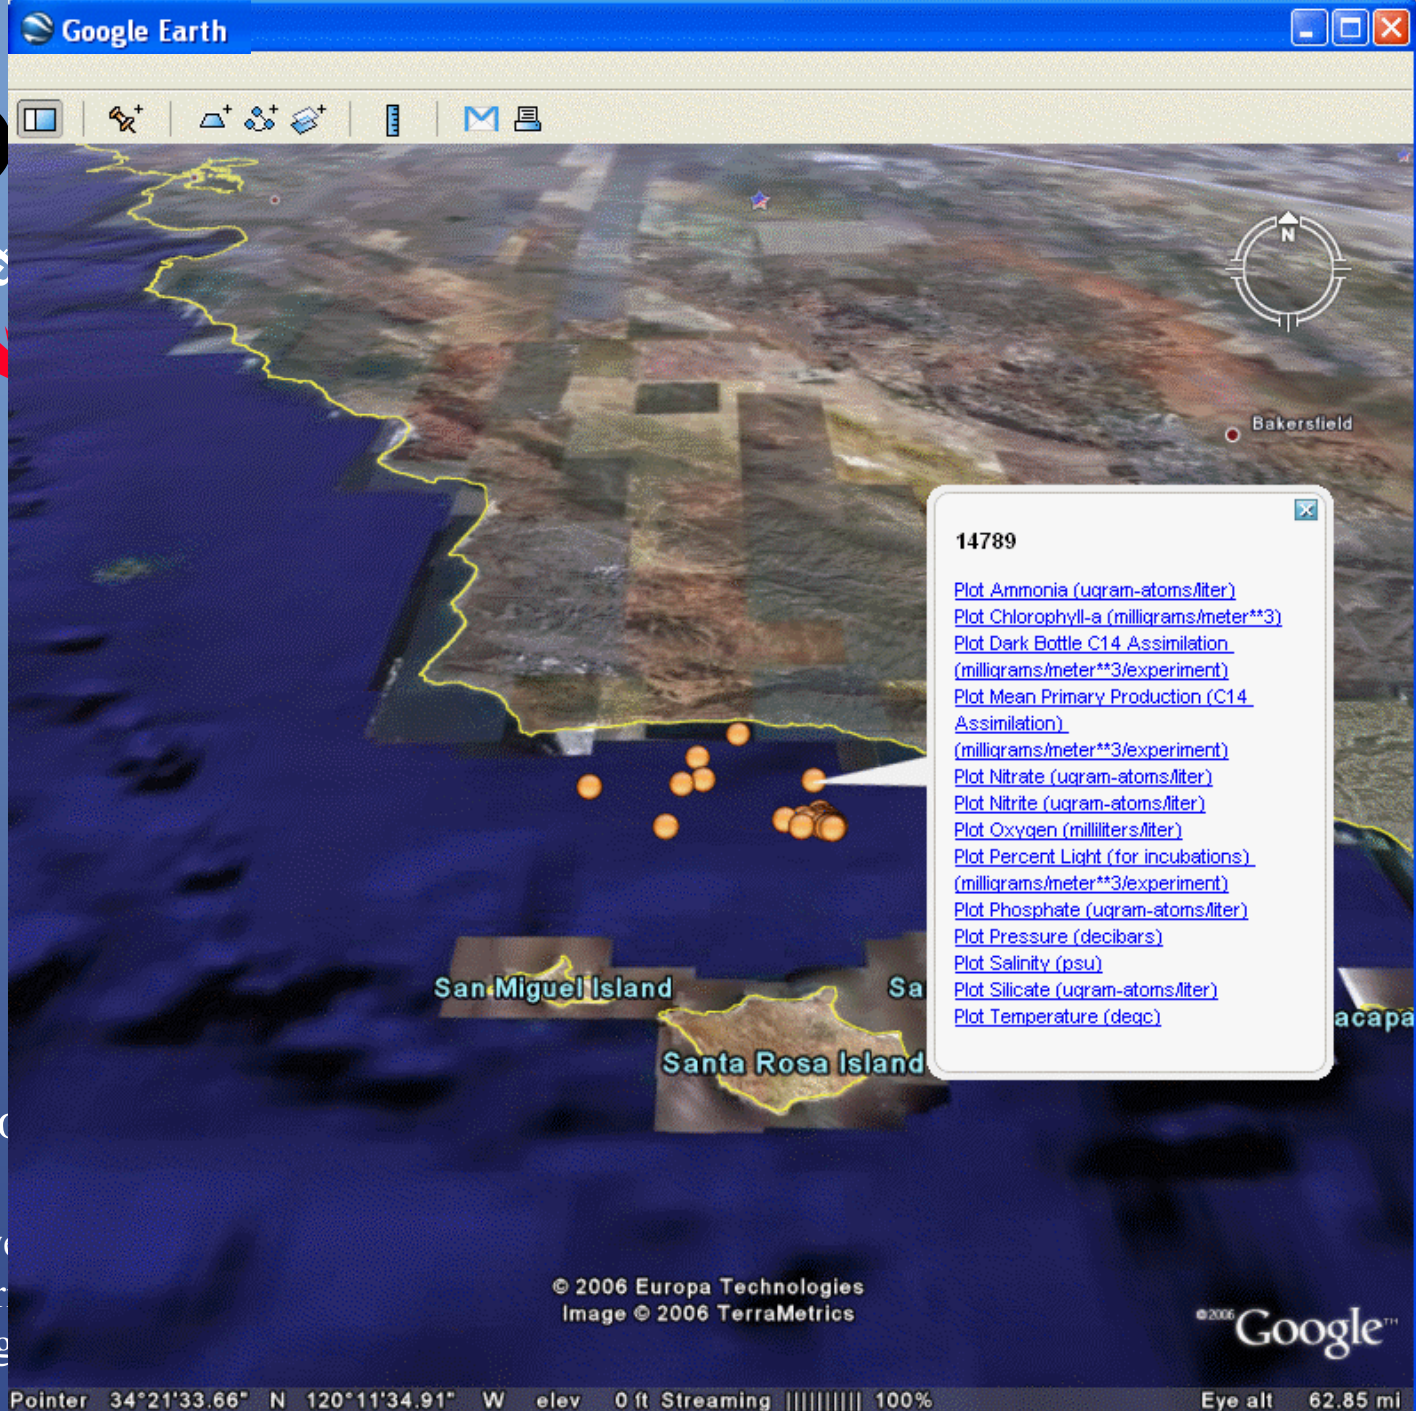 Google Earth
N
Bakersfield
14789
Plot Ammonia (ugram-atoms/liter)
Plot Chlorophyll-a (milligrams/meter**3)
Plot Dark Bottle C14 Assimilation
(milligrams/meter**3/experiment)
Plot Mean Primary Production (C14
Assimilation)
(milligrams/meter**3/experiment)
Plot Nitrate (ugram-atoms/liter)
Plot Nitrite (ugram-atoms/liter)
Plot Oxygen (milliliters/liter)
Plot Percent Light (for incubations)
(milligrams/meter**3/experiment)
Plot Phosphate (ugram-atoms/liter)
Plot Pressure (decibars)
Plot Salinity (psu)
Plot Silicate (ugram-atoms/liter)
Plot Temperature (degc)
San Miguel Island
Sa
acapa
Santa Rosa Island
© 2006 Europa Technologies
Image © 2006 TerraMetrics
©2006 Google™
Pointer 34°21'33.66" N 120°11'34.91" W elev 0 ft Streaming |||||||||| 100% Eye alt 62.85 mi